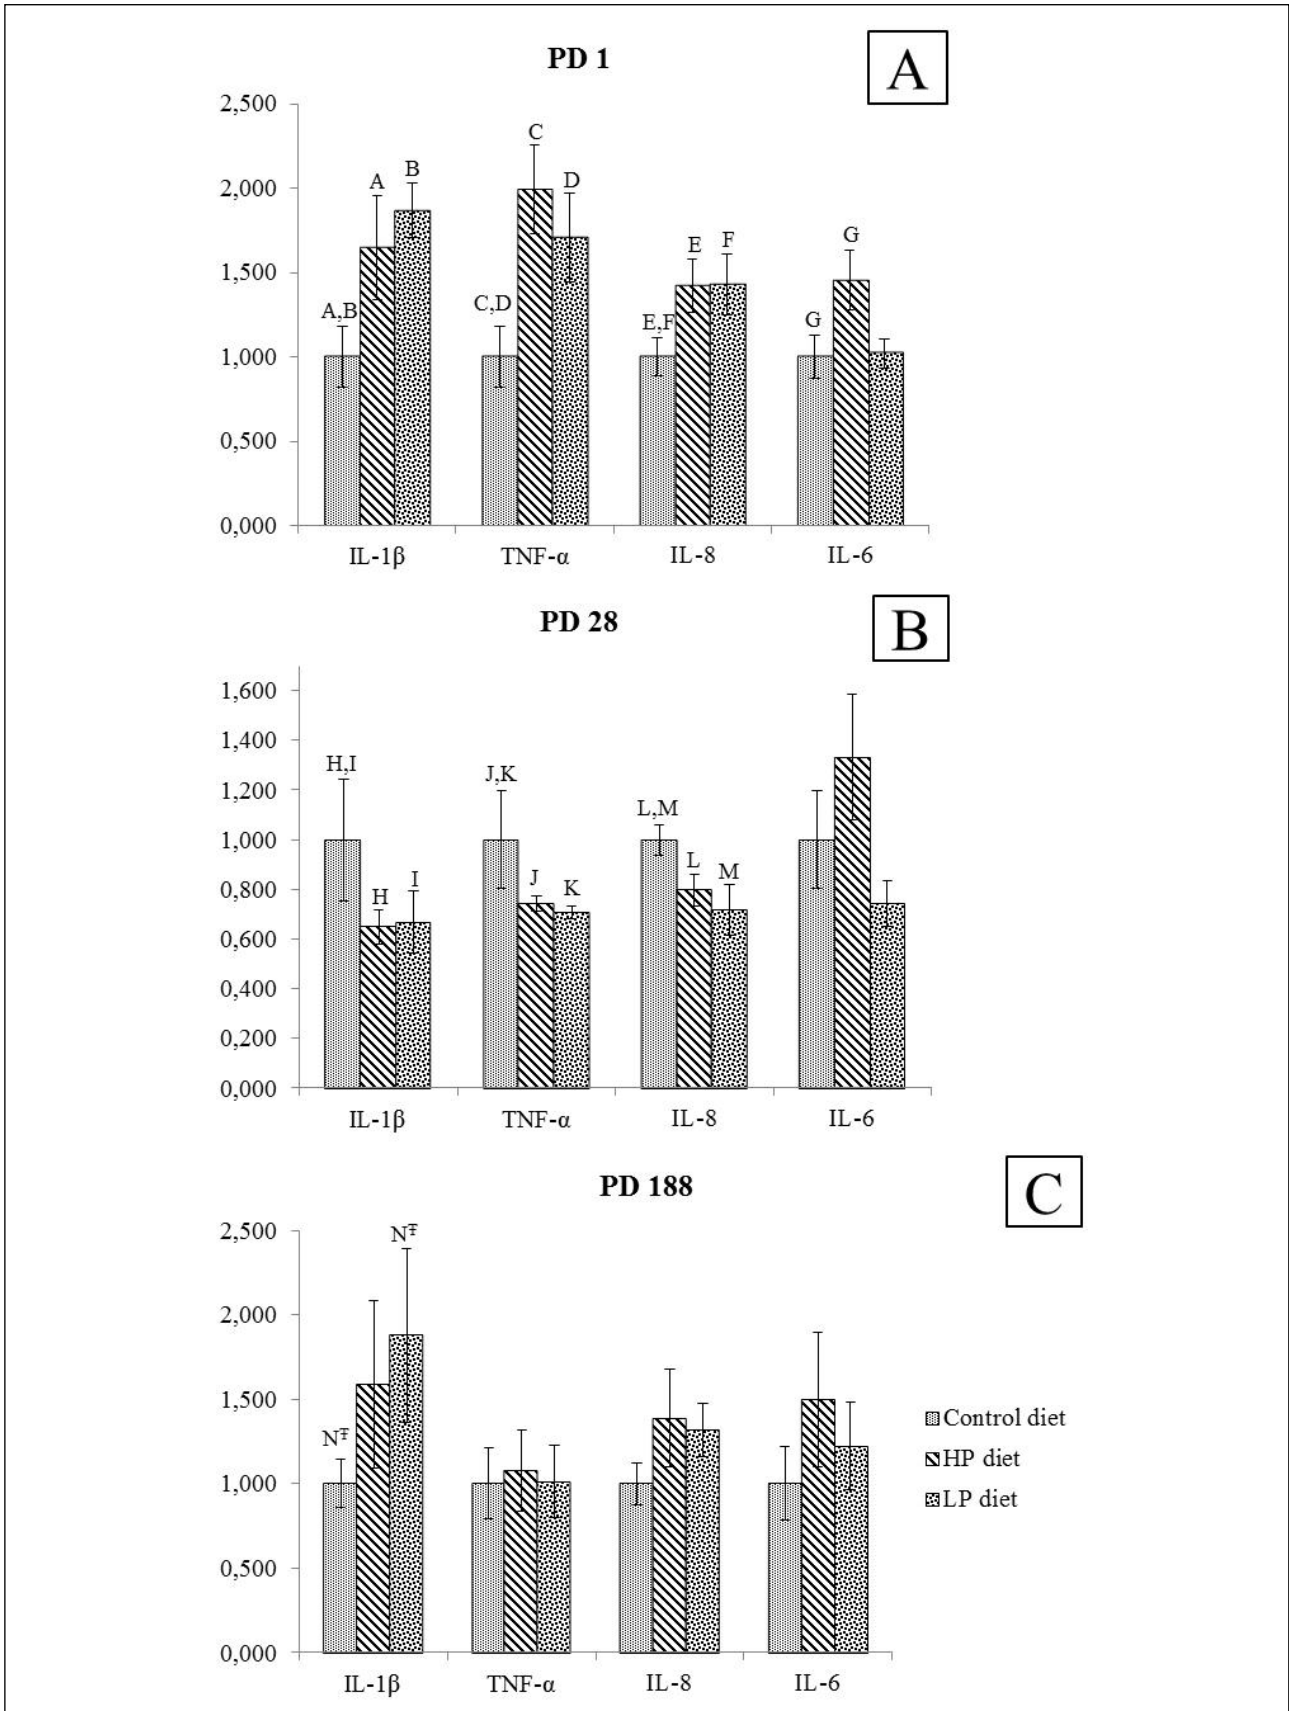 PD 1
A
2,500
2,000
1,500
1,000
0,500
0,000
A,B
A
B
C,D
C
D
E,F
E
F
G
G
IL-1β
TNF-α
IL-8
IL-6
PD 28
B
1,600
1,400
1,200
1,000
0,800
0,600
0,400
0,200
0,000
H,I
H
I
J,K
J
K
L,M
L
M
IL-1β
TNF-α
IL-8
IL-6
PD 188
C
2,500
2,000
1,500
1,000
0,500
0,000
N Ŧ
N Ŧ
IL-1β
TNF-α
IL-8
IL-6
Control diet
HP diet
LP diet